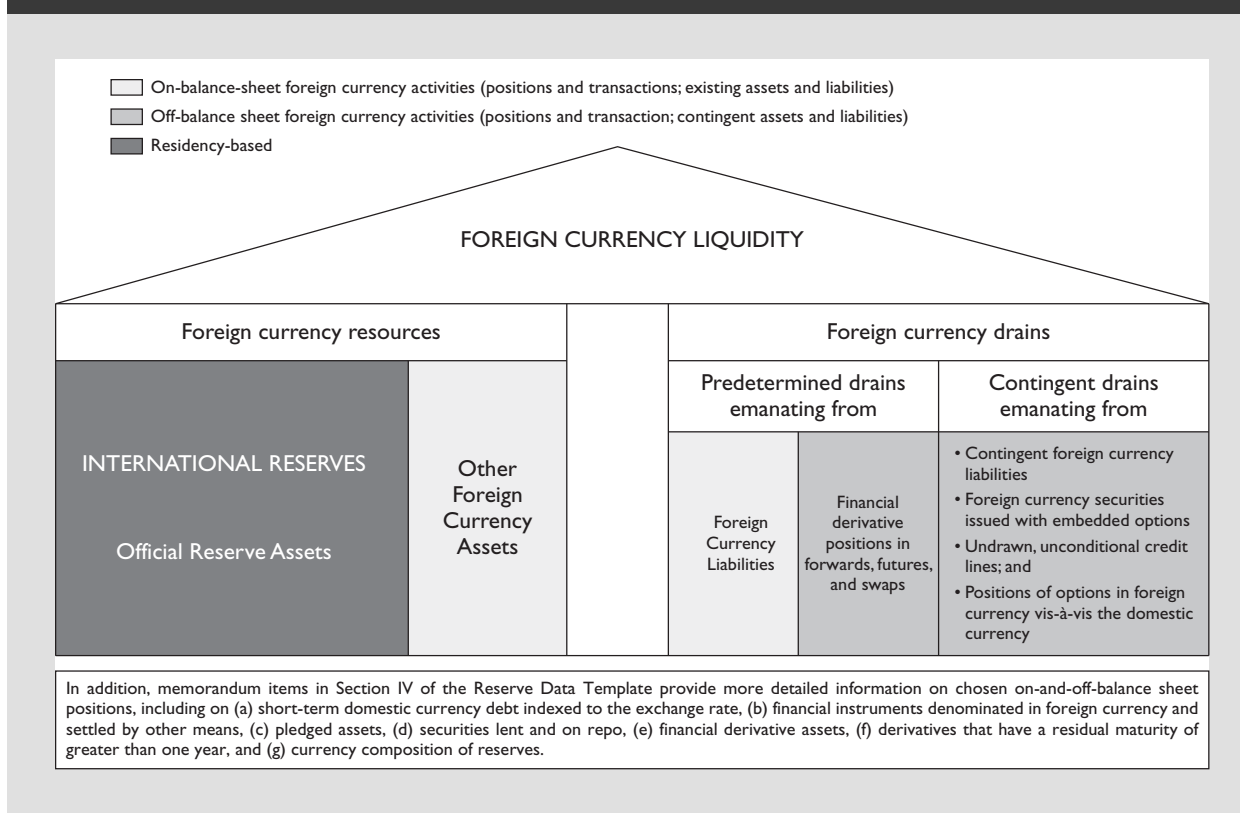 On-balance-sheet foreign currency activities (positions and transactions; existing assets and liabilities)
Off-balance sheet foreign currency activities (positions and transaction; contingent assets and liabilities)
Residency-based
FOREIGN CURRENCY LIQUIDITY
Foreign currency resources
INTERNATIONAL RESERVES
Official Reserve Assets
Other
Foreign
Currency
Assets
Foreign currency drains
Predetermined drains
emanating from
Foreign
Currency
Liabilities
Financial
derivative
positions in
forwards, futures,
and swaps
Contingent drains
emanating from
• Contingent foreign currency
liabilities
• Foreign currency securities
issued with embedded options
• Undrawn, unconditional credit
lines; and
• Positions of options in foreign
currency vis-à-vis the domestic
currency
In addition, memorandum items in Section IV of the Reserve Data Template provide more detailed information on chosen on-and-off-balance sheet
positions, including on (a) short-term domestic currency debt indexed to the exchange rate, (b) financial instruments denominated in foreign currency and
settled by other means, (c) pledged assets, (d) securities lent and on repo, (e) financial derivative assets, (f) derivatives that have a residual maturity of
greater than one year, and (g) currency composition of reserves.